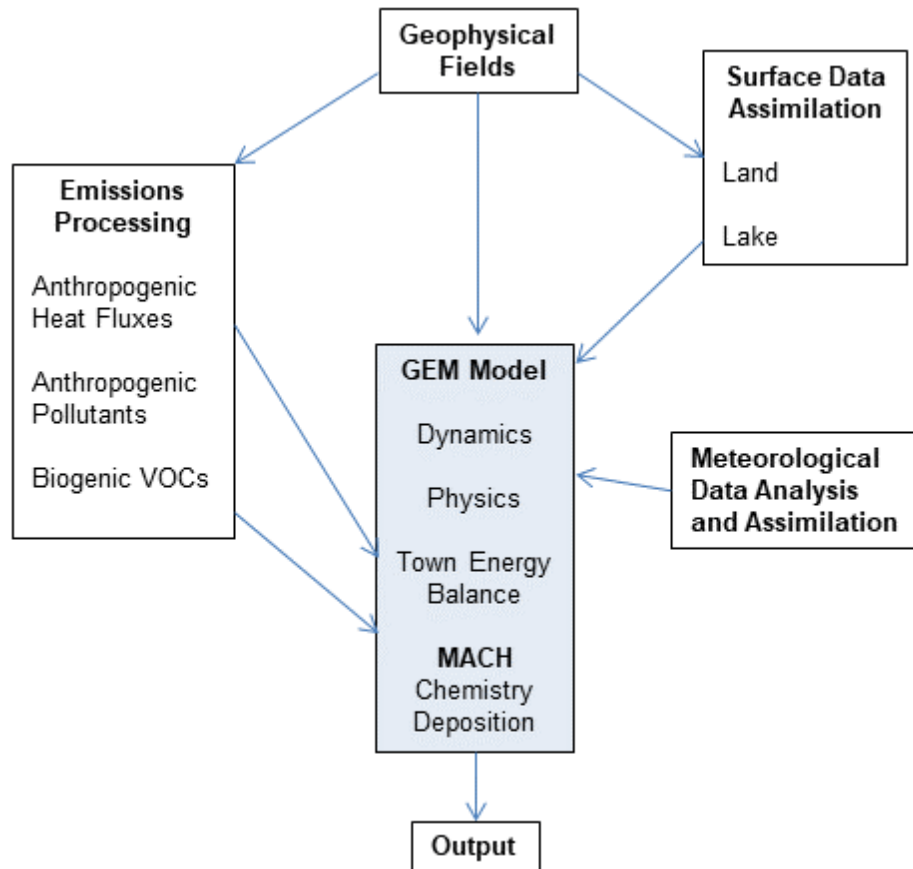 Geophysical
Fields
Surface Data
Assimilation
Land
Lake
Emissions
Processing
Anthropogenic
Heat Fluxes
Anthropogenic
Pollutants
Biogenic VOCs
GEM Model
Dynamics
Physics
Town Energy
Balance
MACH
Chemistry
Deposition
Meteorological
Data Analysis
and Assimilation
Output